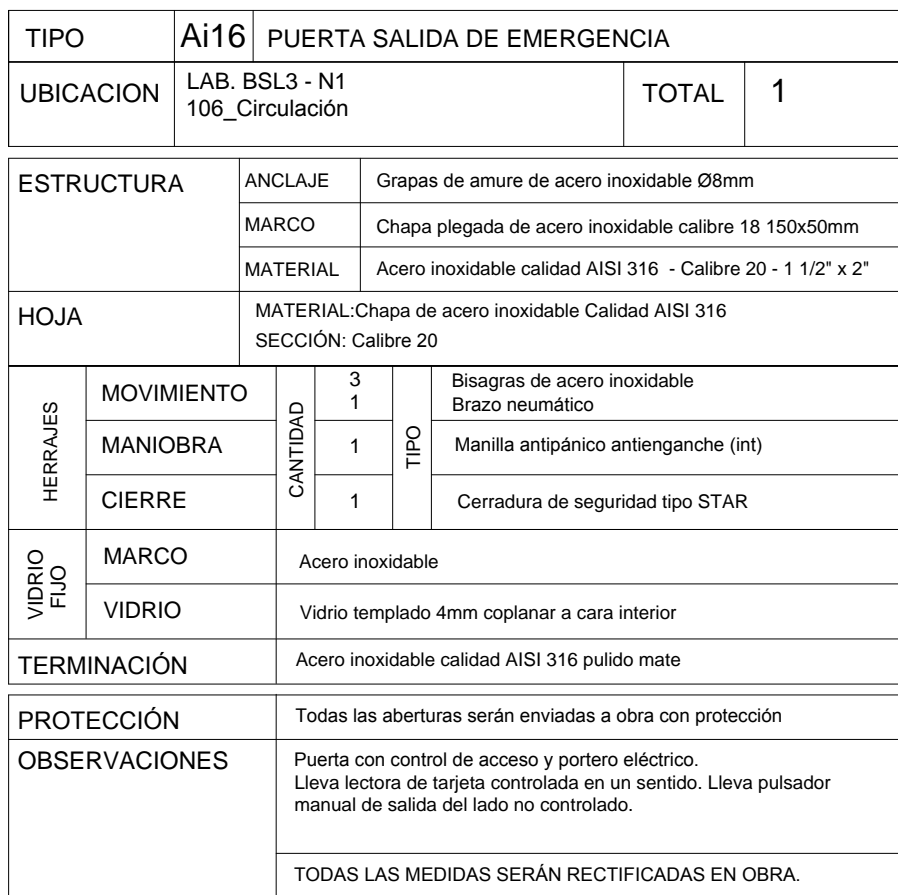 TIPO Ai16 PUERTA SALIDA DE EMERGENCIA
UBICACION LAB. BSL3 - N1
106_Circulación
TOTAL 1
ESTRUCTURA ANCLAJE Grapas de amure de acero inoxidable Ø8mm
MARCO Chapa plegada de acero inoxidable calibre 18 150x50mm
MATERIAL Acero inoxidable calidad AISI 316  - Calibre 20 - 1 1/2" x 2"
HOJA MATERIAL:Chapa de acero inoxidable Calidad AISI 316
SECCIÓN: Calibre 20
HERRAJES
MOVIMIENTO
CANTIDAD
3
1
TIPO
Bisagras de acero inoxidable
Brazo neumático
MANIOBRA 1 Manilla antipánico antienganche (int)
CIERRE 1 Cerradura de seguridad tipo STAR
VIDRIO
FIJO
MARCO Acero inoxidable
VIDRIO Vidrio templado 4mm coplanar a cara interior
TERMINACIÓN Acero inoxidable calidad AISI 316 pulido mate
PROTECCIÓN Todas las aberturas serán enviadas a obra con protección
OBSERVACIONES Puerta con control de acceso y portero eléctrico.
Lleva lectora de tarjeta controlada en un sentido. Lleva pulsador
manual de salida del lado no controlado.
TODAS LAS MEDIDAS SERÁN RECTIFICADAS EN OBRA.